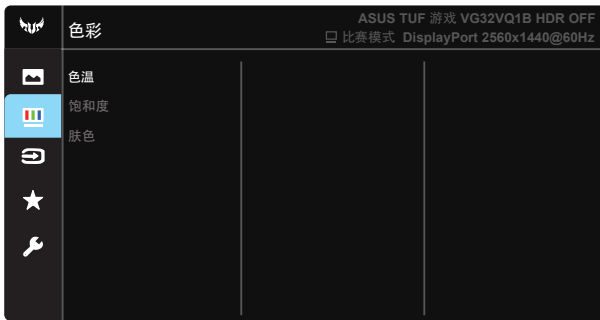 色彩
ASUS TUF 游戏 VG32VQ1B HDR OFF
比赛模式 DisplayPort 2560x1440@60Hz
色温
饱和度
肤色